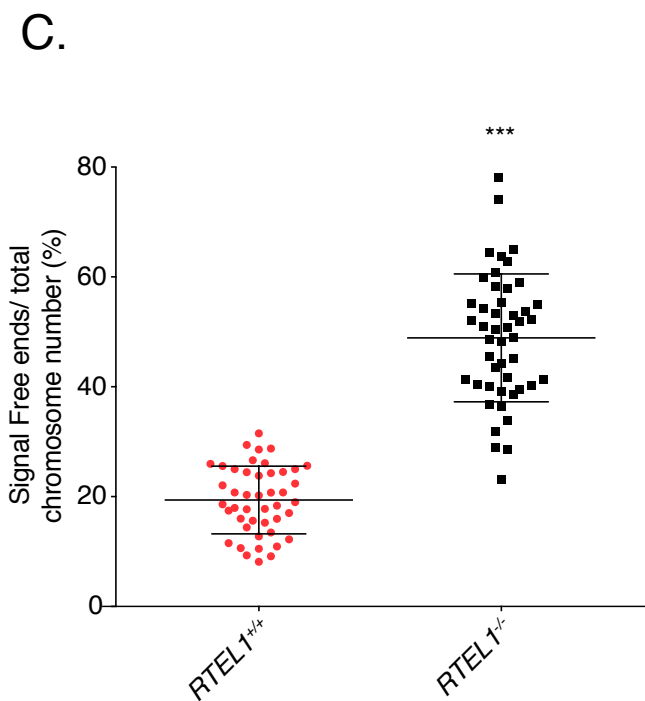 C.
***
80
60
40
20
0
Signal Free ends/ total
chromosome number (%)
RTEL1+/+
RTEL1-/-